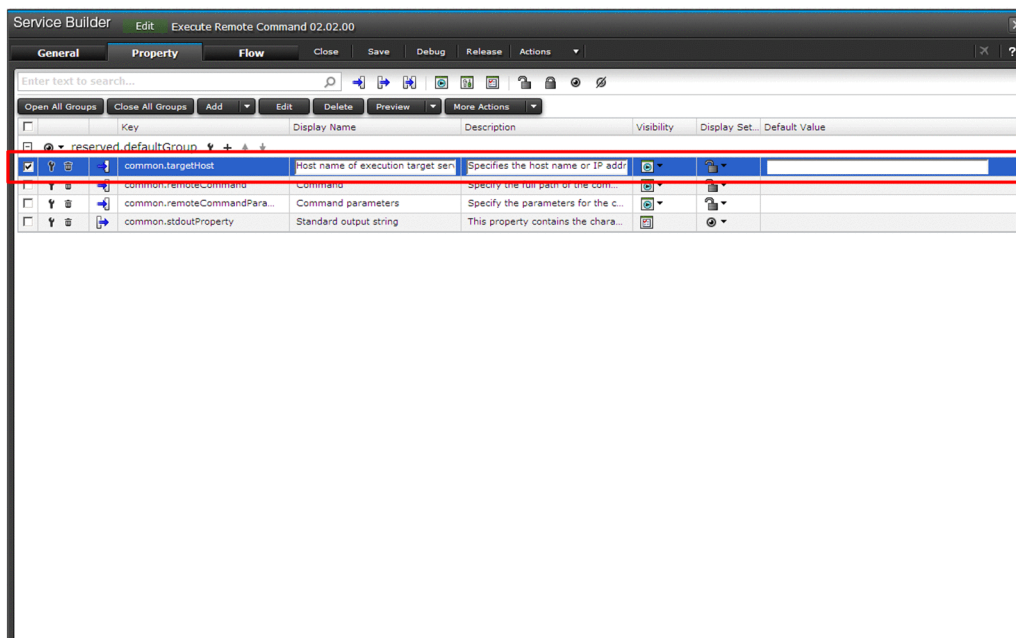 Service Builder Edit Execute Remote Command 02.02.00
General Property Flow Close Save Debug Release Actions
Enter text to search...
Open All Groups Close All Groups Add Edit Delete Preview More Actions
Key Display Name Description Visibility Display Set... Default Value
reserved.defaultGroup
common.targetHost Host name of execution target serv Specifies the host name or IP addr
common.remoteCommand Command Specify the full path of the com...
common.remoteCommandPara... Command parameters Specify the parameters for the c...
common.stdoutProperty Standard output string This property contains the chara...